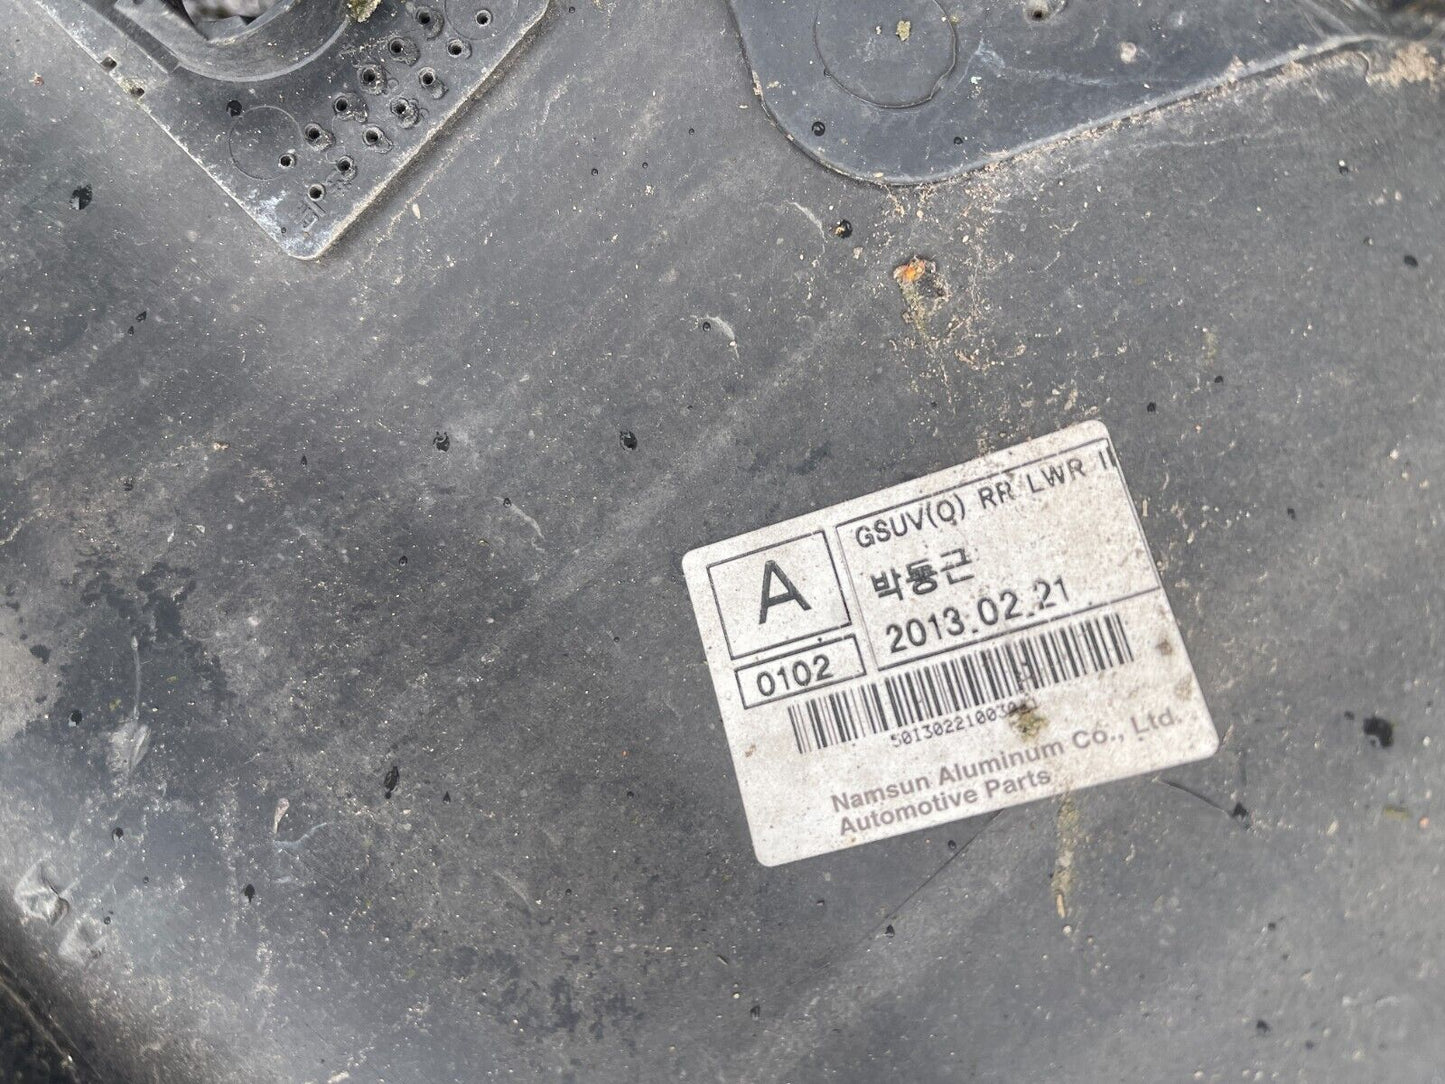 A
0102
GSUV(Q) RR LWR
박동근
2013.02.21
Namsun Aluminum Co., Ltd.
Automotive Parts